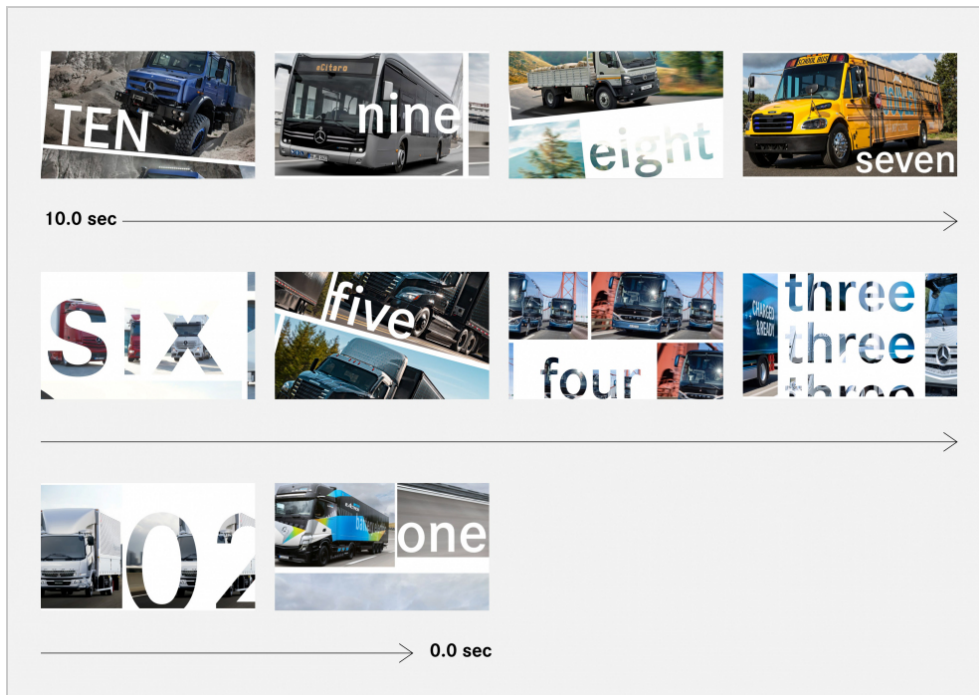 TEN
eCitaro
nine
eight
SCHOOL BUS
seven
10.0 sec
SIX
five
four
CHARGED
&READY
three
three
three
02
one
0.0 sec